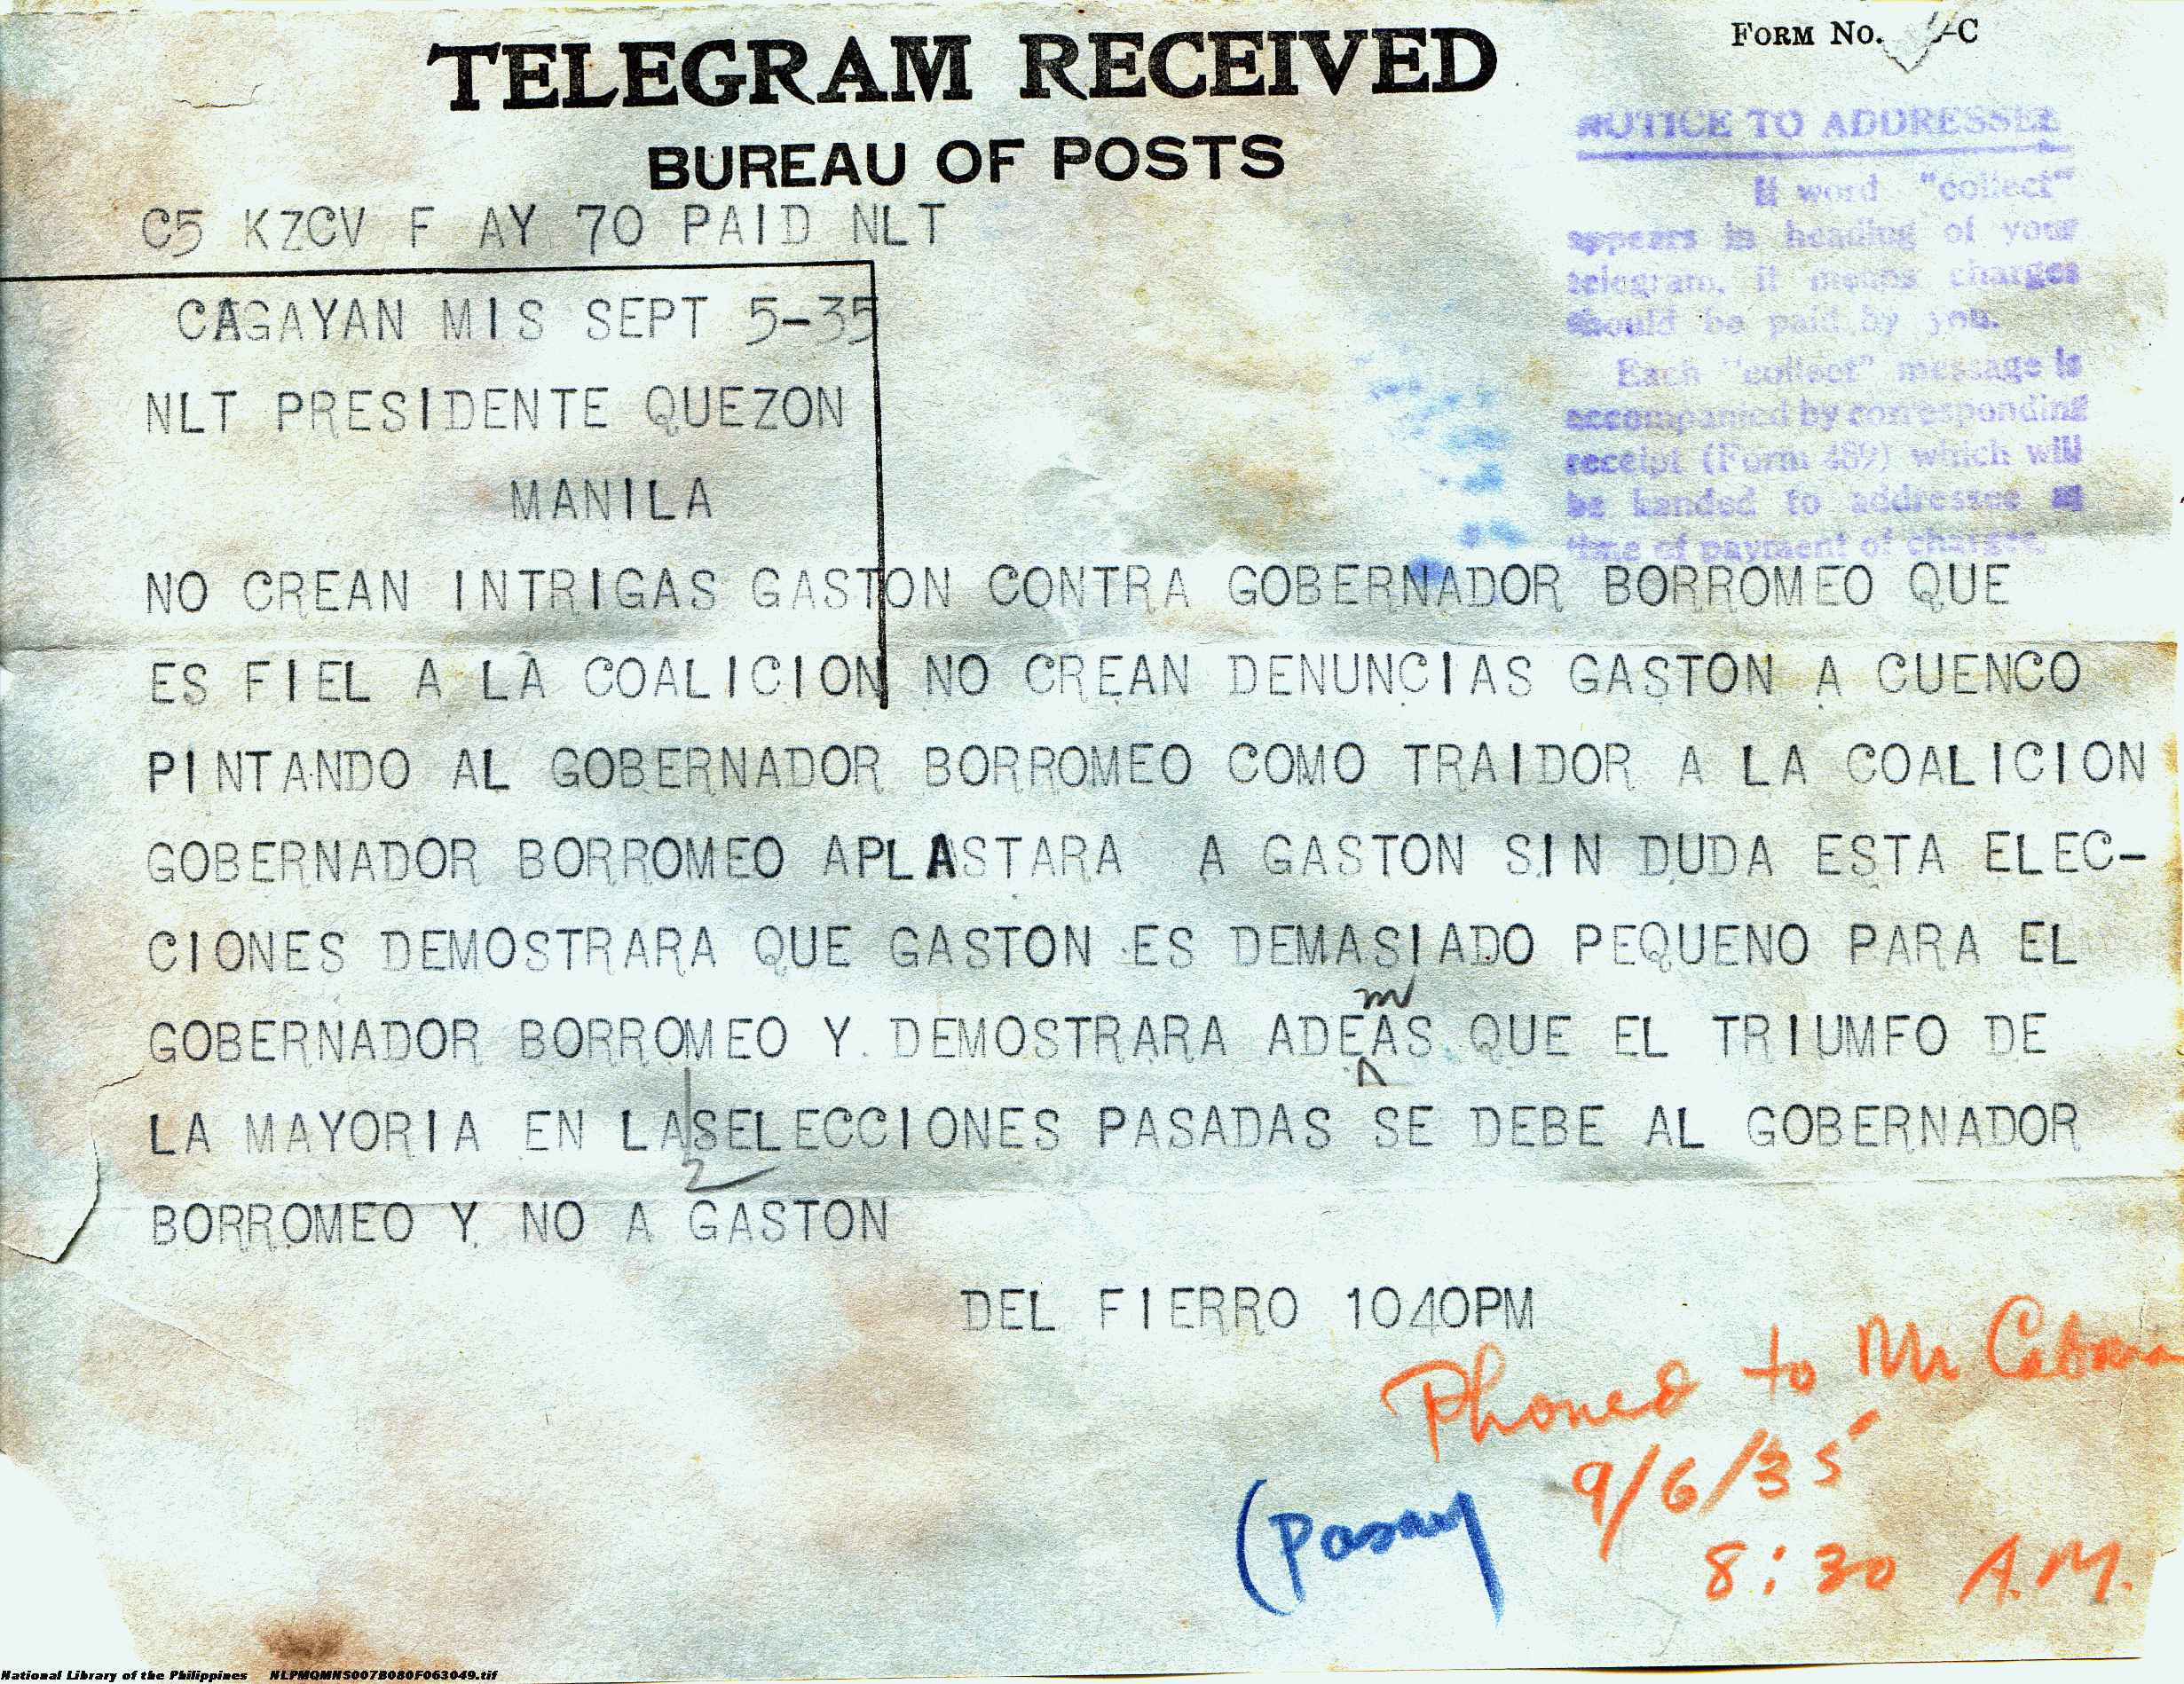 FORM No. -C
TELEGRAM RECEIVED
BUREAU OF POSTS
NOTICE TO ADDRESSEE
If word "collect"
appears in heading of your
telegram, it means charges
should be paid by you.
Each "collect" message is
accompanied by corresponding
receipt (Form 489) which will
be handed to addressee at
time of payment of charges.
C5 KZCV F AY 70 PAID NLT
CAGAYAN MIS SEPT 5-35
NLT PRESIDENTE QUEZON
MANILA
NO CREAN INTRIGAS GASTON CONTRA GOBERNADOR BORROMEO QUE
ES FIEL A LA COALICION NO CREAN DENUNCIAS GASTON A CUENCO
PINTANDO AL GOBERNADOR BORROMEO COMO TRAIDOR A LA COALICION
GOBERNADOR BORROMEO APLASTARA A GASTON SIN DUDA ESTA ELEC-
CIONES DEMOSTRARA QUE GASTON ES DEMASIADO PEQUENO PARA EL
m
GOBERNADOR BORROMEO Y DEMOSTRARA ADEAS QUE EL TRIUMFO DE
LA MAYORIA EN LASELECCIONES PASADAS SE DEBE AL GOBERNADOR
BORROMEO Y NO A GASTON
DEL FIERRO 1040PM
Phoned to Mr
9/6/35
8:30 A.M.
(Pasay
National Library of the Philippines NLPMQMNS007B080F063049.tif